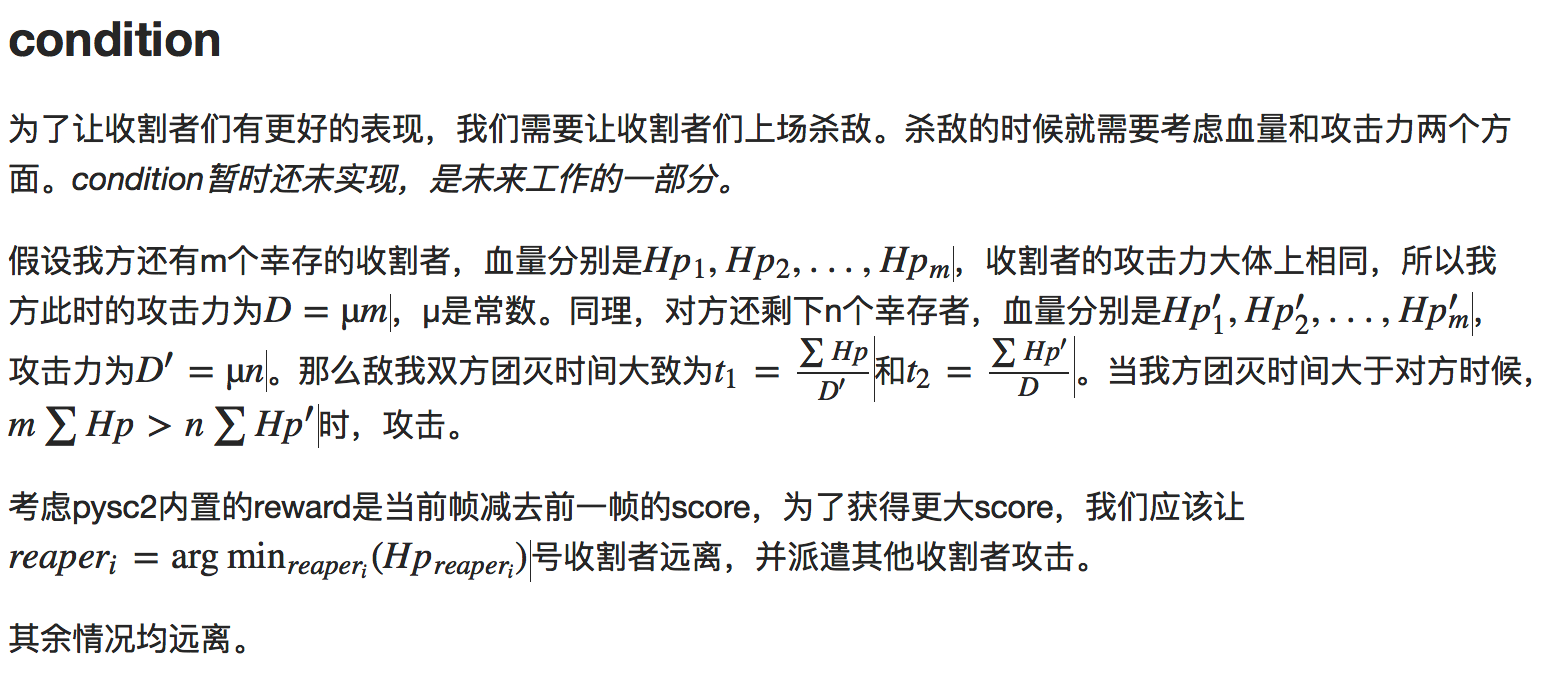 condition
为了让收割者们有更好的表现，我们需要让收割者们上场杀敌。杀敌的时候就需要考虑血量和攻击力两个方
面。condition暂时还未实现，是未来工作的一部分。
假设我方还有m个幸存的收割者，血量分别是$Hp_1, Hp_2, ..., Hp_m$，收割者的攻击力大体上相同，所以我
方此时的攻击力为$D = µm$，µ是常数。同理，对方还剩下n个幸存者，血量分别是$Hp'_1, Hp'_2, ..., Hp'_m$，
攻击力为$D' = µn$。那么敌我双方团灭时间大致为$t_1 = \frac{\sum Hp}{D'}$和$t_2 = \frac{\sum Hp'}{D}$。当我方团灭时间大于对方时候，
$m \sum Hp > n \sum Hp'$时，攻击。
考虑pysc2内置的reward是当前帧减去前一帧的score，为了获得更大score，我们应该让
$reaper_i = \arg\min_{reaper_i}(Hp_{reaper_i})$号收割者远离，并派遣其他收割者攻击。
其余情况均远离。